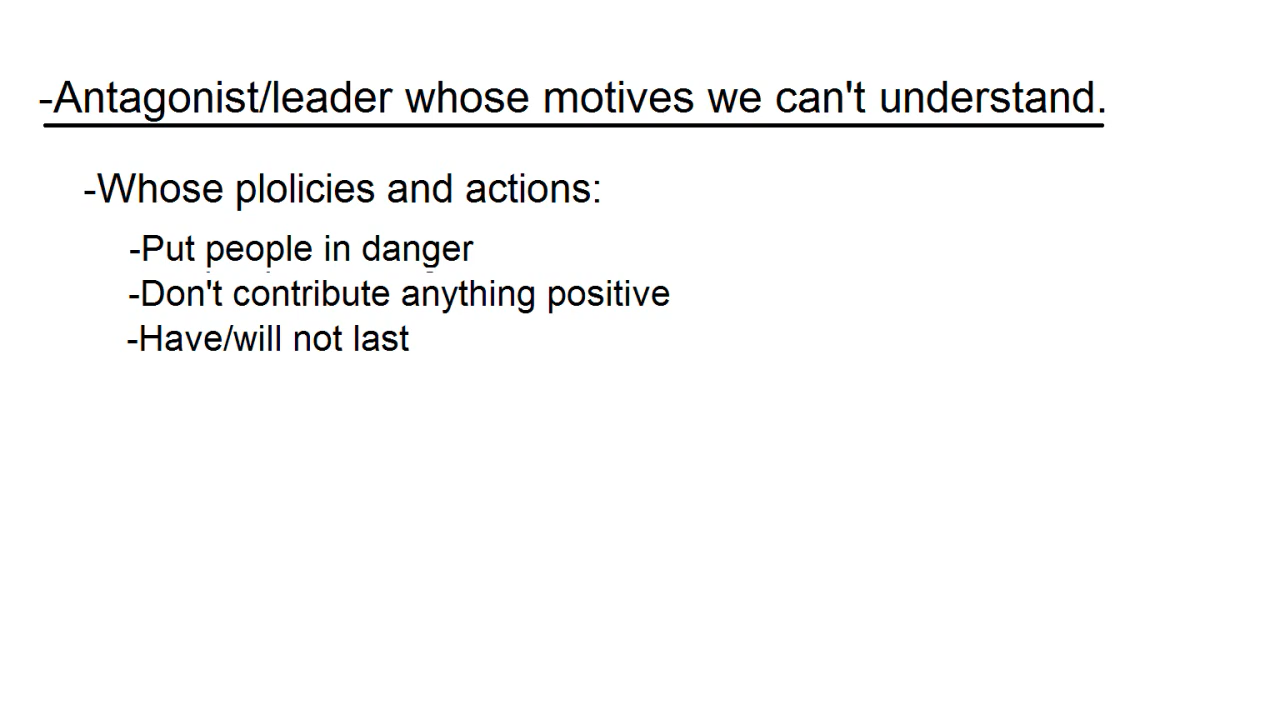 -Antagonist/leader whose motives we can't understand.
-Whose plolicies and actions:
-Put people in danger
-Don't contribute anything positive
-Have/will not last